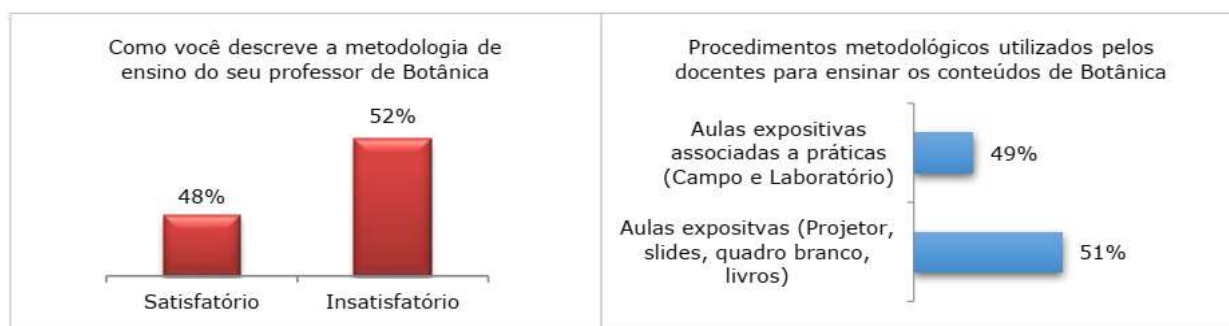 Como você descreve a metodologia de
ensino do seu professor de Botânica
52%
48%
Satisfatório
Insatisfatório
Procedimentos metodológicos utilizados pelos
docentes para ensinar os conteúdos de Botânica
Aulas expositivas
associadas a práticas
(Campo e Laboratório)
49%
Aulas expositvas (Projetor,
slides, quadro branco,
livros)
51%